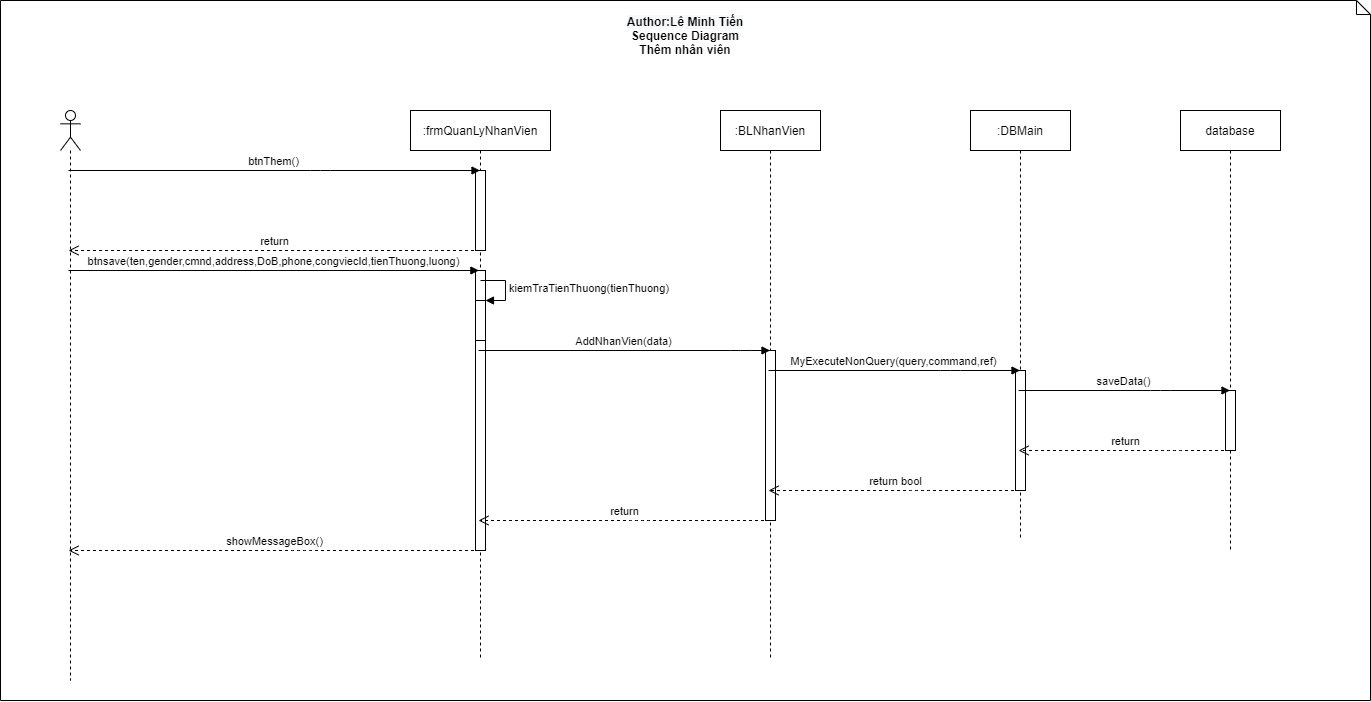 Author:Lê Minh Tiến
Sequence Diagram
Thêm nhân viên
:frmQuanLyNhanVien
:BLNhanVien
:DBMain
database
btnThem()
return
btnsave(ten,gender,cmnd,address,DoB,phone,congviecId,tienThuong,luong)
kiemTraTienThuong(tienThuong)
AddNhanVien(data)
MyExecuteNonQuery(query,command,ref)
saveData()
return
return bool
return
showMessageBox()